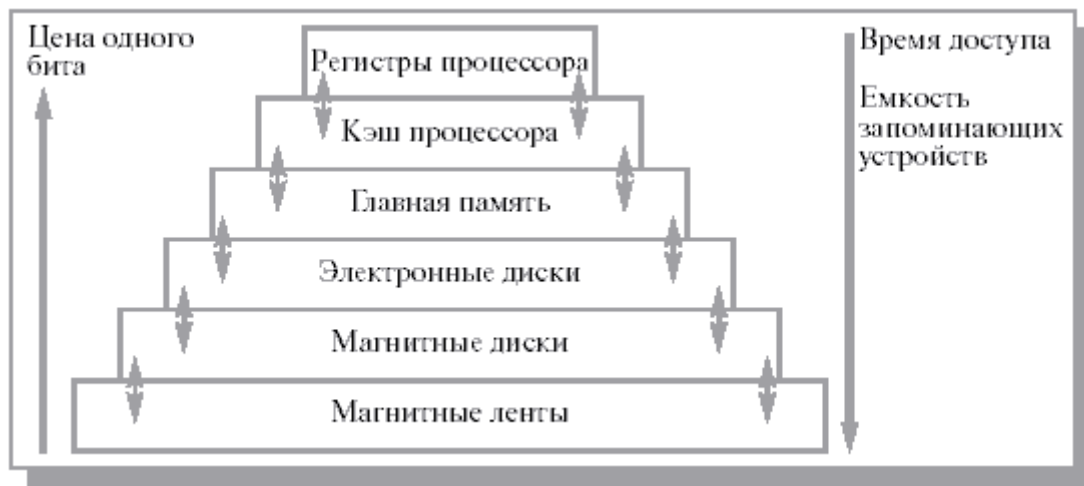 Цена одного
бита
Регистры процессора
Кэш процессора
Главная память
Электронные диски
Магнитные диски
Магнитные ленты
Время доступа
Емкость
запоминающих
устройств